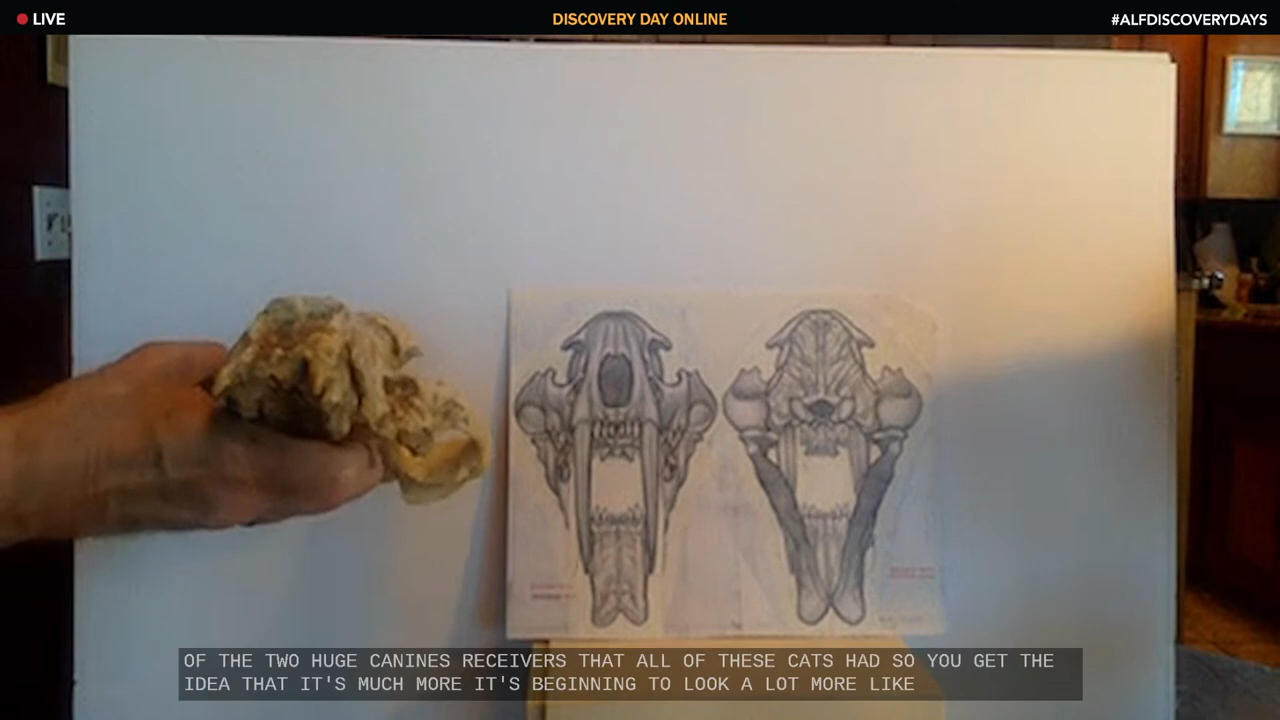 LIVE
DISCOVERY DAY ONLINE
#ALFDISCOVERYDAYS
OF THE TWO HUGE CANINES RECEIVERS THAT ALL OF THESE CATS HAD SO YOU GET THE
IDEA THAT IT'S MUCH MORE IT'S BEGINNING TO LOOK A LOT MORE LIKE